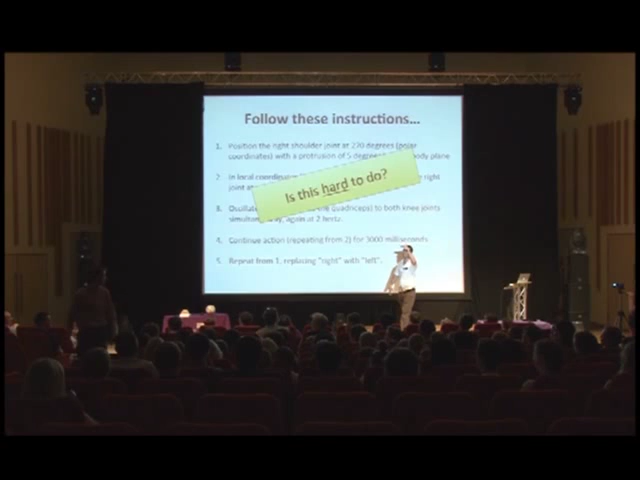 Follow these instructions...
1. Position the right shoulder joint at 270 degrees (polar
coordinates) with a protrusion of 5 degrees body plane
2. In local coordinates right
joint
Is this hard to do?
3. Oscillate (quadriceps) to both knee joints
again at 2 hertz.
4. Continue action (repeating from 2) for 3000 milliseconds
5. Repeat from 1, replacing "right" with "left".